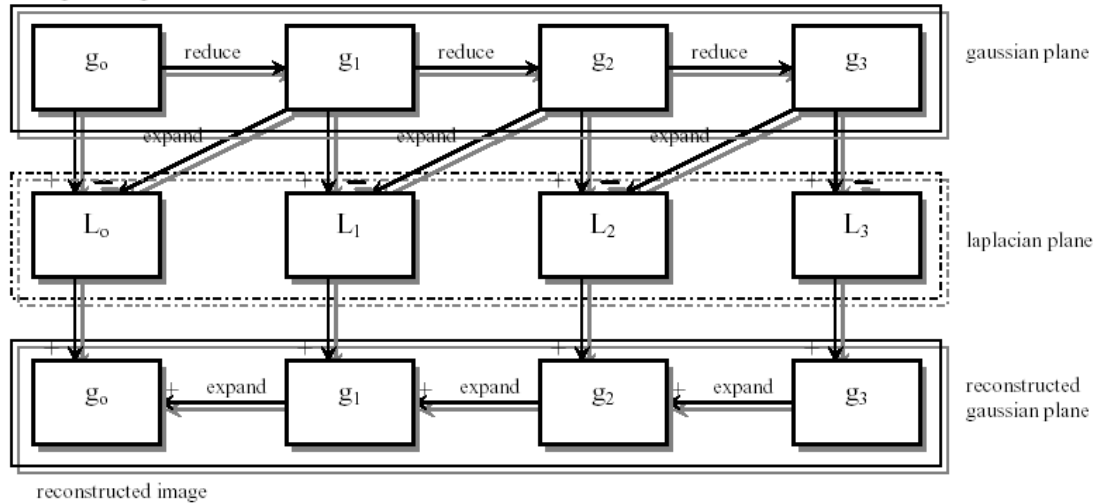 g₀ reduce g₁ reduce g₂ reduce g₃ gaussian plane
expand expand expand
+ − + − + − + −
L₀ L₁ L₂ L₃ laplacian plane
+ + + +
g₀ + expand g₁ + expand g₂ + expand g₃ reconstructed
gaussian plane
reconstructed image